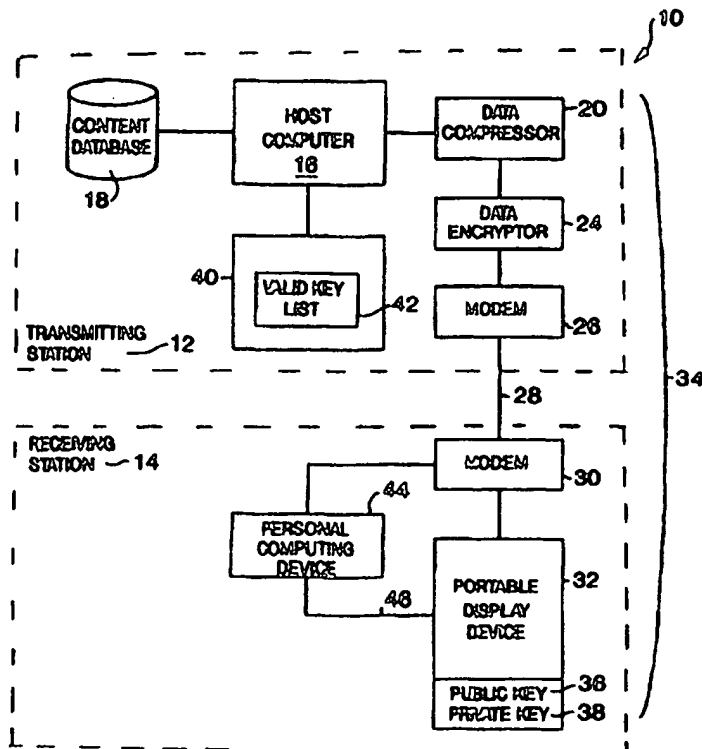 10
CONTENT
DATABASE
18
HOST
COMPUTER
16
DATA
COMPRESSOR
20
DATA
ENCRYPTOR
24
40
VALID KEY
LIST
42
MODEM
26
TRANSMITTING
STATION
12
28
34
RECEIVING
STATION
14
MODEM
30
44
PERSONAL
COMPUTING
DEVICE
46
PORTABLE
DISPLAY
DEVICE
32
PUBLIC KEY
36
PRIVATE KEY
38